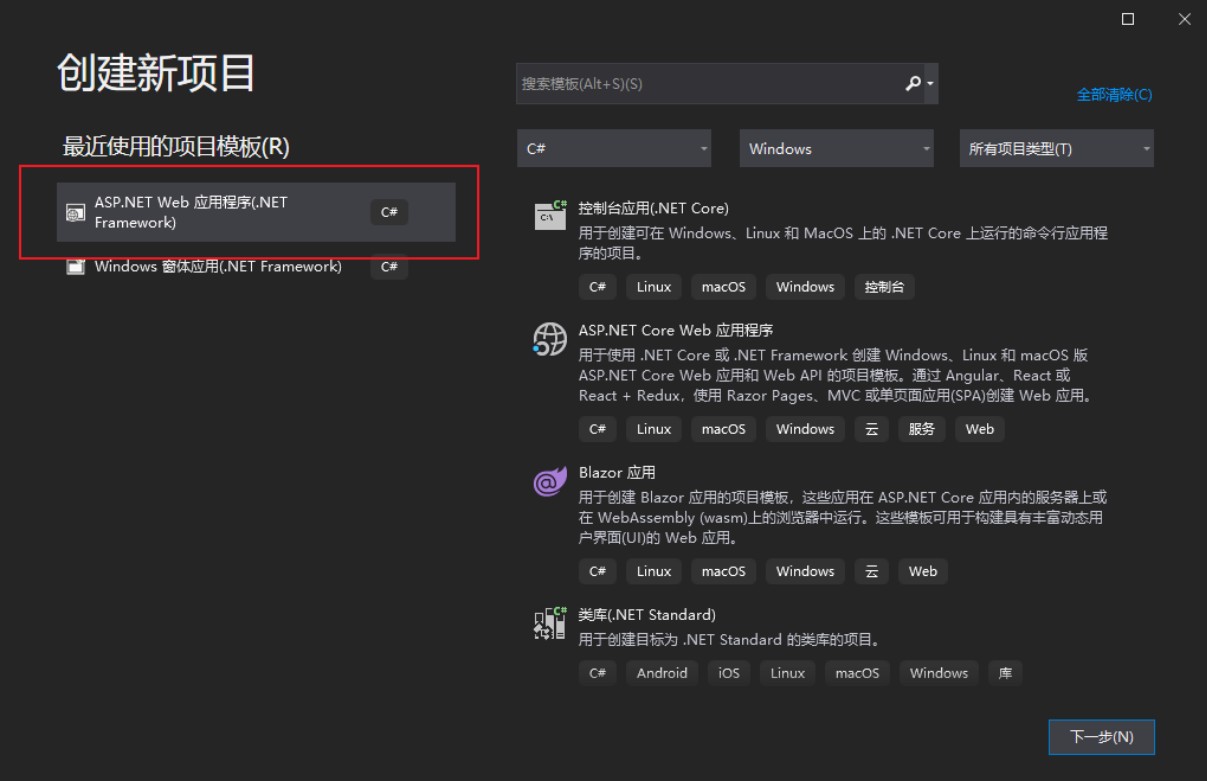 创建新项目
搜索模板(Alt+S)(S)
全部清除(C)
最近使用的项目模板(R)
C#
Windows
所有项目类型(T)
ASP.NET Web 应用程序(.NET
Framework)
C#
Windows 窗体应用(.NET Framework)
C#
C#
C:\
控制台应用(.NET Core)
用于创建可在 Windows、Linux 和 MacOS 上的 .NET Core 上运行的命令行应用程
序的项目。
C# Linux macOS Windows 控制台
ASP.NET Core Web 应用程序
用于使用 .NET Core 或 .NET Framework 创建 Windows、Linux 和 macOS 版
ASP.NET Core Web 应用和 Web API 的项目模板。通过 Angular、React 或
React + Redux，使用 Razor Pages、MVC 或单页面应用(SPA)创建 Web 应用。
C# Linux macOS Windows 云 服务 Web
Blazor 应用
用于创建 Blazor 应用的项目模板，这些应用在 ASP.NET Core 应用内的服务器上或
在 WebAssembly (wasm)上的浏览器中运行。这些模板可用于构建具有丰富动态用
户界面(UI)的 Web 应用。
C# Linux macOS Windows 云 Web
C#
类库(.NET Standard)
用于创建目标为 .NET Standard 的类库的项目。
C# Android iOS Linux macOS Windows 库
下一步(N)